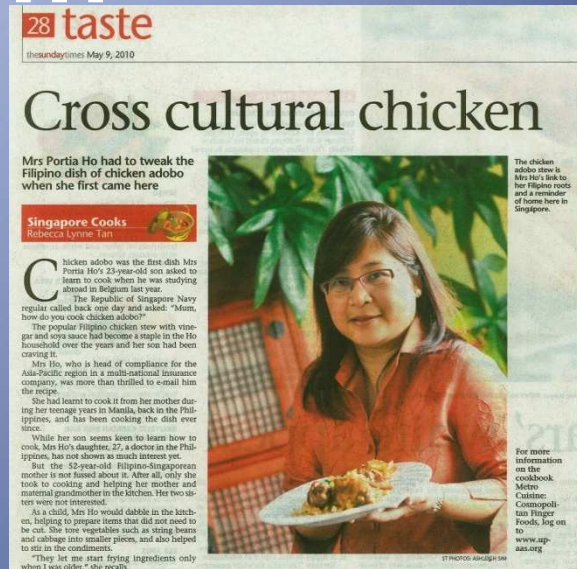 28 taste
thesundaytimes May 9, 2010
Cross cultural chicken
Mrs Portia Ho had to tweak the
Filipino dish of chicken adobo
when she first came here
Singapore Cooks
Rebecca Lynne Tan
Chicken adobo was the first dish Mrs
Portia Ho's 23-year-old son asked to
learn to cook when he was studying
abroad in Belgium last year.
The Republic of Singapore Navy
regular called back one day and asked: "Mum,
how do you cook chicken adobo?"
The popular Filipino chicken stew with vine-
gar and soya sauce had become a staple in the Ho
household over the years and her son had been
craving it.
Mrs Ho, who is head of compliance for the
Asia-Pacific region in a multi-national insurance
company, was more than thrilled to e-mail him
the recipe.
She had learnt to cook it from her mother dur-
ing her teenage years in Manila, back in the Phil-
ippines, and has been cooking the dish ever
since.
While her son seems keen to learn how to
cook, Mrs Ho's daughter, 27, a doctor in the Phil-
ippines, has not shown as much interest yet.
But the 52-year-old Filipino-Singaporean
mother is not fussed about it. After all, only she
took to cooking and helping her mother and
maternal grandmother in the kitchen. Her two sis-
ters were not interested.
As a child, Mrs Ho would dabble in the kitch-
en, helping to prepare items that did not need to
be cut. She tore vegetables such as string beans
and cabbage into smaller pieces, and also helped
to stir in the condiments.
"They let me start frying ingredients only
when I was older," she recalls.
The chicken
adobo stew is
Mrs Ho's link to
her Filipino roots
and a reminder
of home here in
Singapore.
For more
information
on the
cookbook
Metro
Cuisine:
Cosmopoli-
tan Finger
Foods, log on
to
www.up-
aas.org
ST PHOTOS: ASHLEIGH SIM